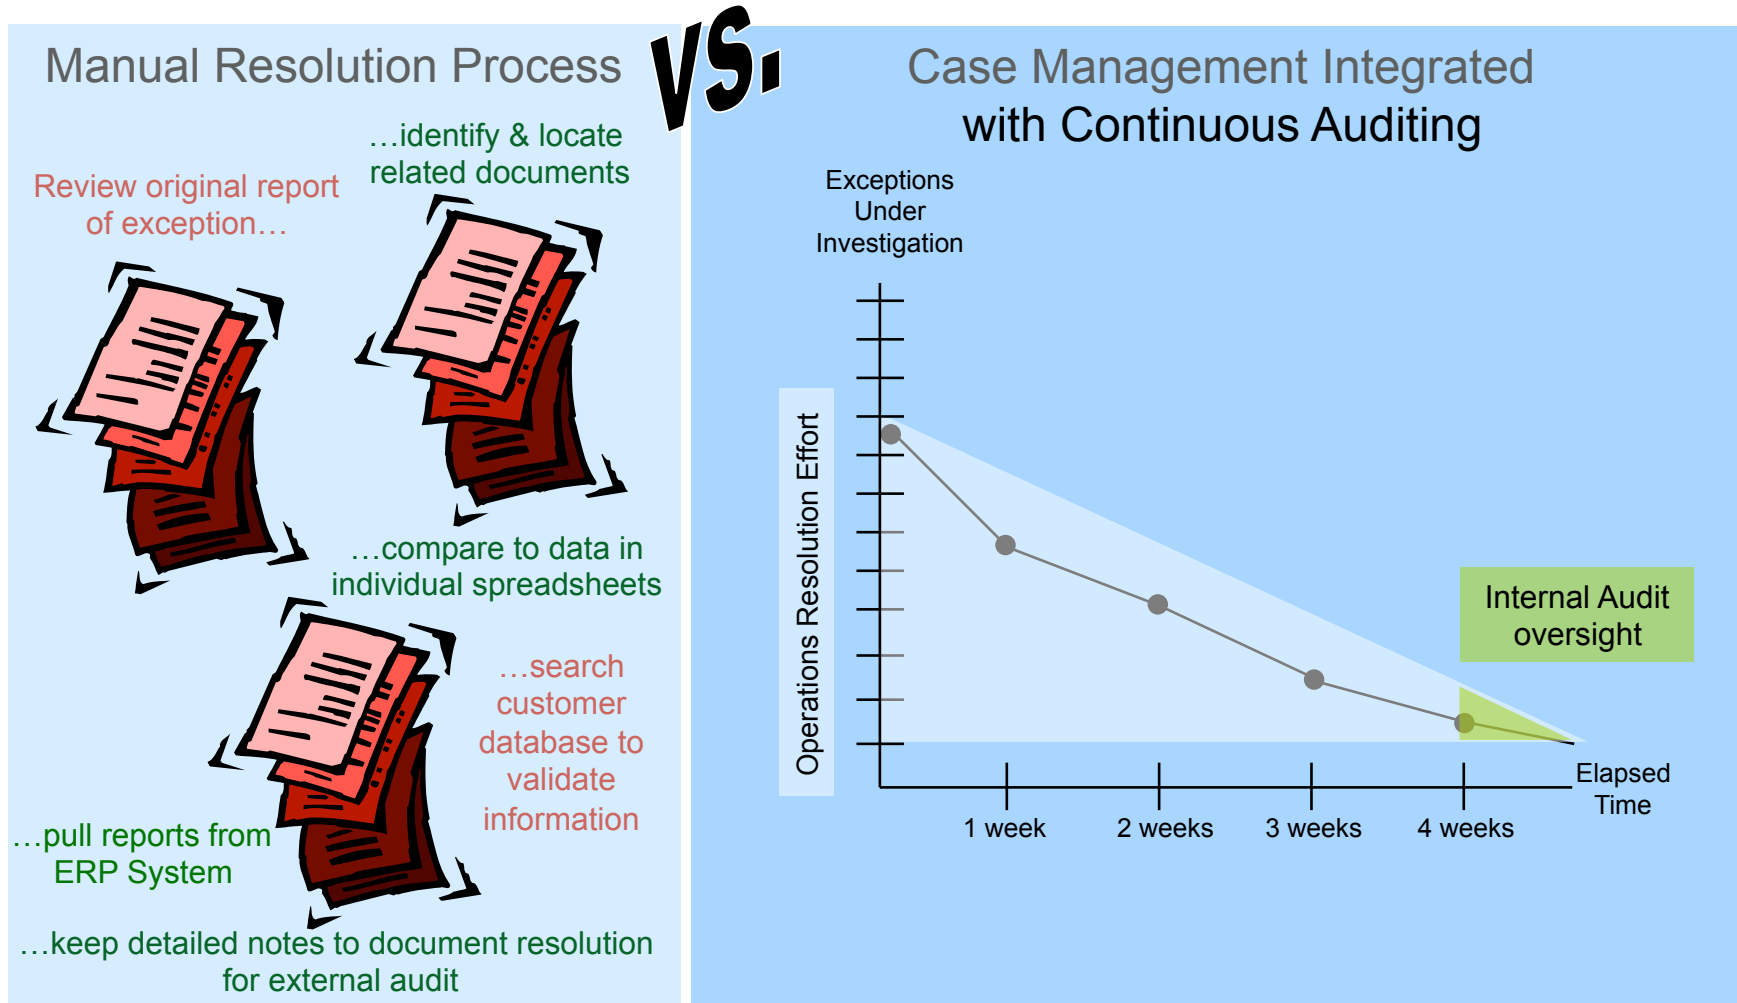 Manual Resolution Process
vs.
Case Management Integrated
with Continuous Auditing
Review original report
of exception…
…identify & locate
related documents
…compare to data in
individual spreadsheets
…search
customer
database to
validate
information
…pull reports from
ERP System
…keep detailed notes to document resolution
for external audit
Exceptions
Under
Investigation
Operations Resolution Effort
Internal Audit
oversight
Elapsed
Time
1 week
2 weeks
3 weeks
4 weeks